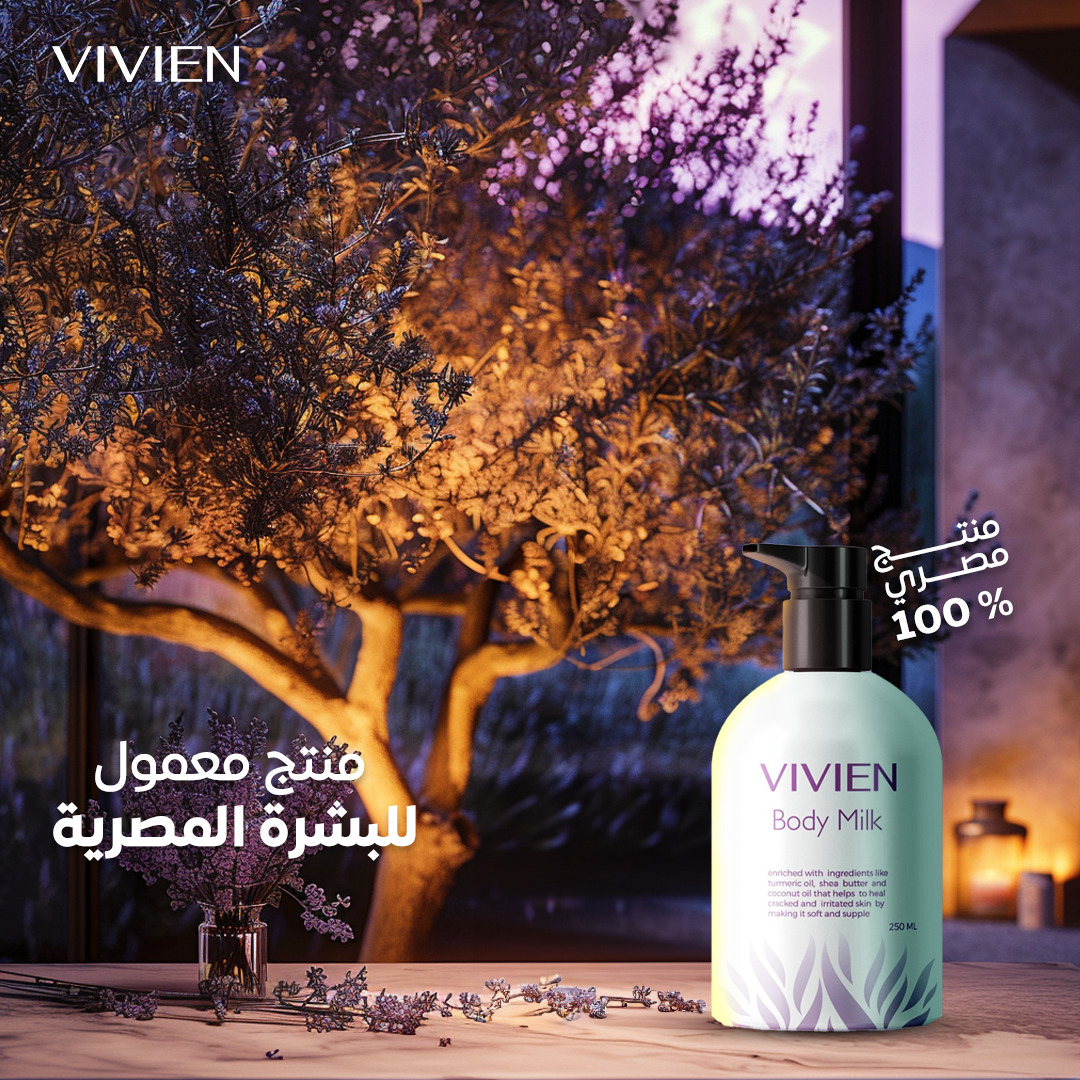 VIVIEN
منتج
مصري
100 %
منتج معمول
للبشرة المصرية
VIVIEN
Body Milk
enriched with ingredients like
turmeric oil, shea butter and
coconut oil that helps to heal
cracked and irritated skin by
making it soft and supple
250 ML